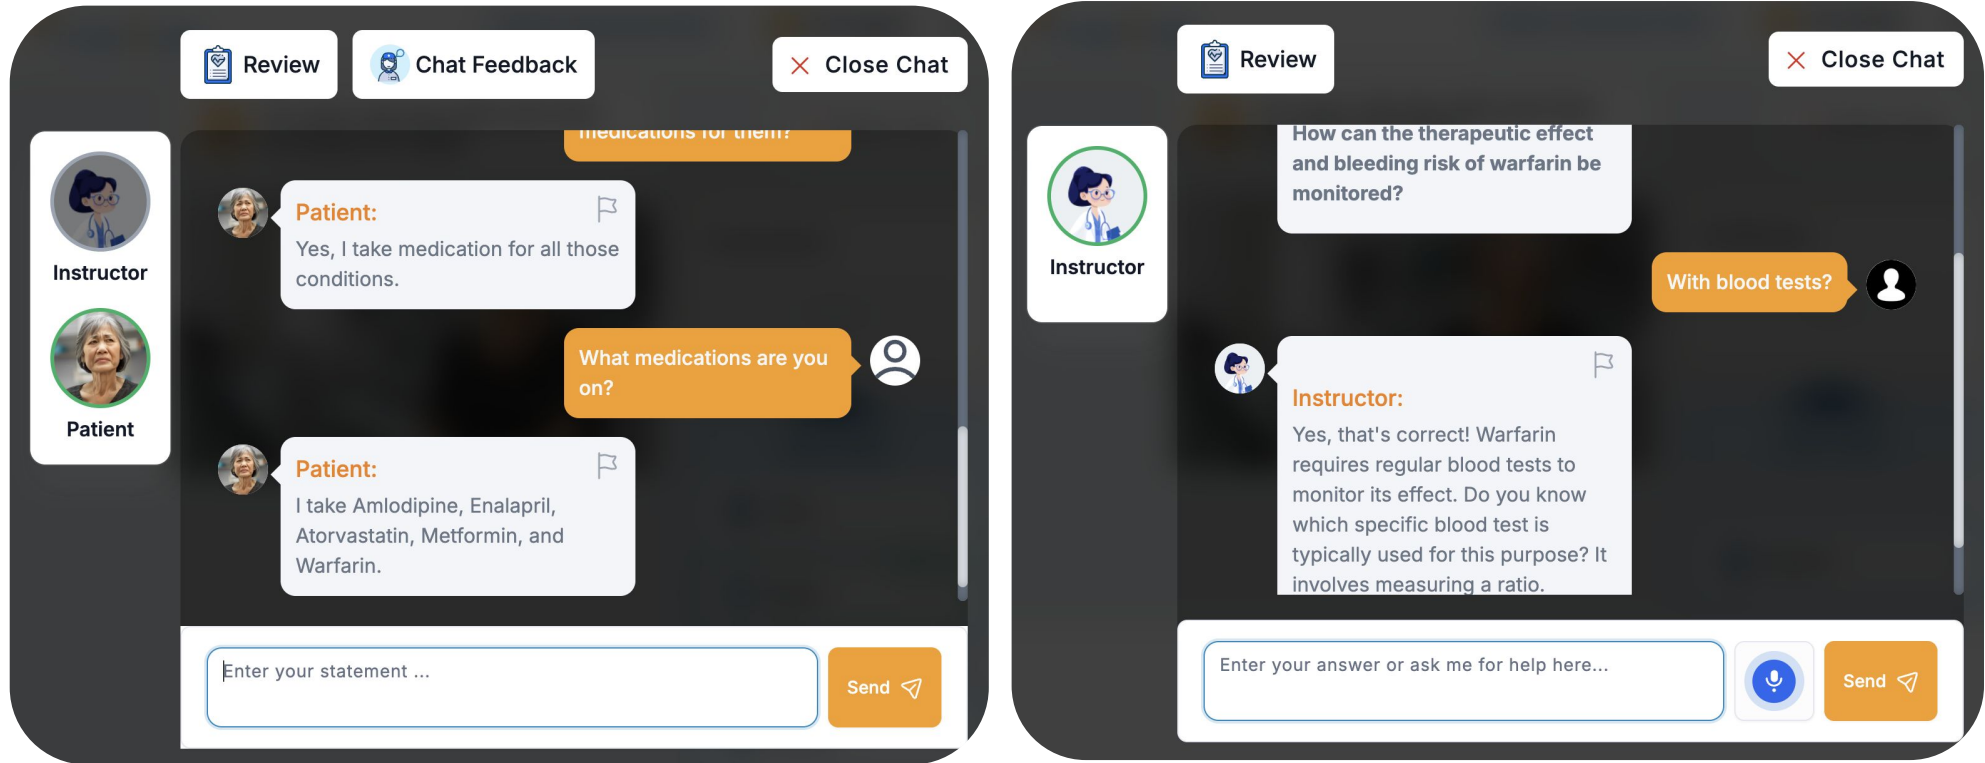 Review
Chat Feedback
Close Chat
Instructor
Patient
medications for them?
Patient:
Yes, I take medication for all those
conditions.
What medications are you
on?
Patient:
I take Amlodipine, Enalapril,
Atorvastatin, Metformin, and
Warfarin.
Enter your statement ...
Send
Review
Close Chat
Instructor
How can the therapeutic effect
and bleeding risk of warfarin be
monitored?
With blood tests?
Instructor:
Yes, that's correct! Warfarin
requires regular blood tests to
monitor its effect. Do you know
which specific blood test is
typically used for this purpose? It
involves measuring a ratio.
Enter your answer or ask me for help here...
Send